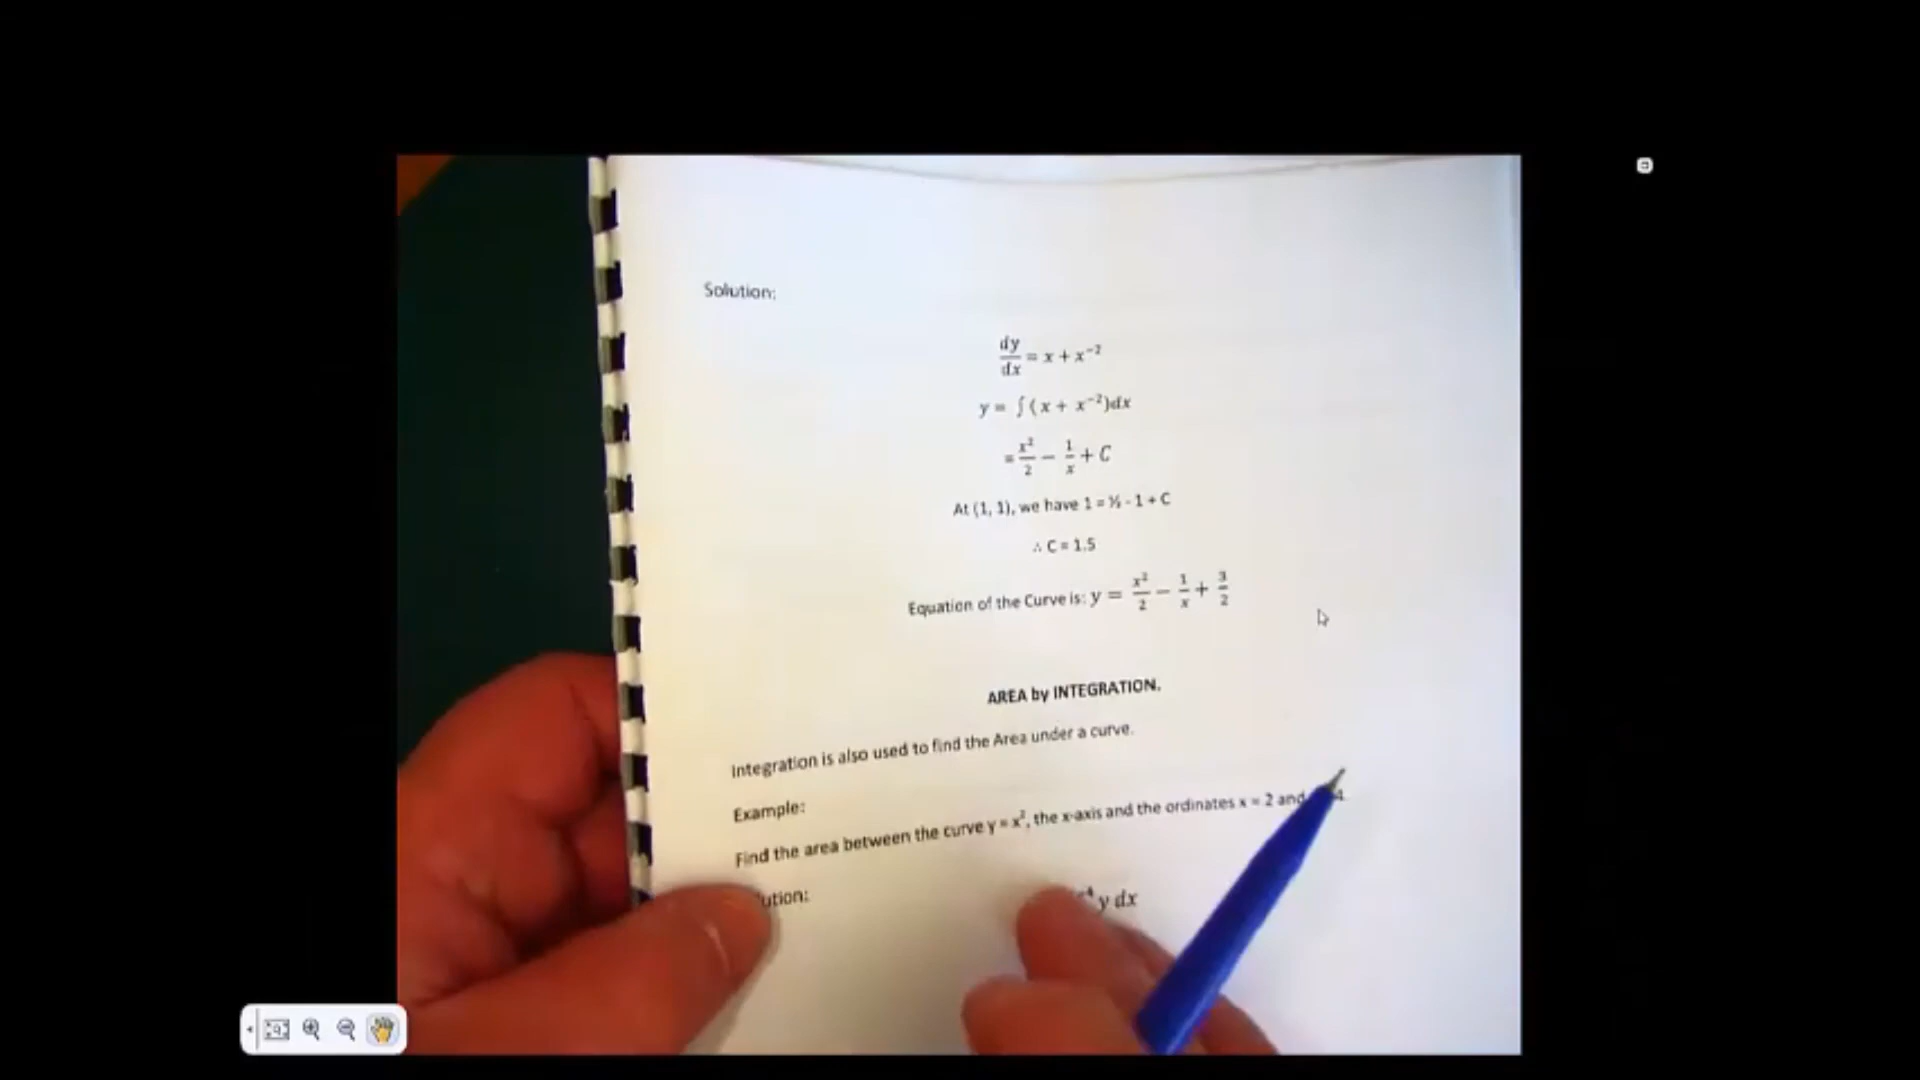 Solution:
dy/dx = x + x⁻²
y = ∫ (x + x⁻²)dx
= x²/2 − 1/x + C
At (1, 1), we have 1 = ½ - 1 + C
∴ C = 1.5
Equation of the Curve is: y = x²/2 − 1/x + 3/2
AREA by INTEGRATION.
Integration is also used to find the Area under a curve.
Example:
Find the area between the curve y = x², the x-axis and the ordinates x = 2 and 4
ution:
4 y dx